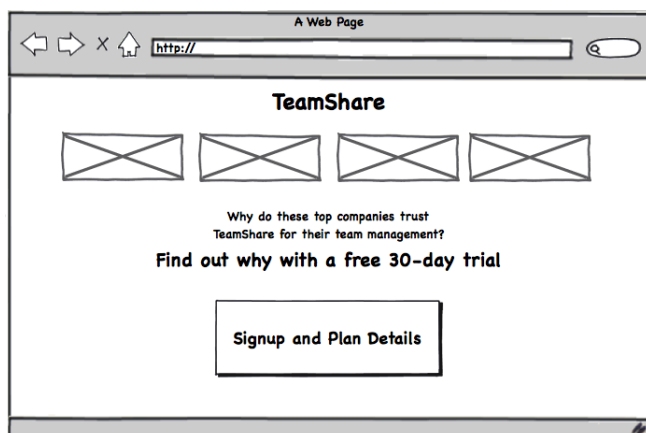 A Web Page
http://
TeamShare
Why do these top companies trust
TeamShare for their team management?
Find out why with a free 30-day trial
Signup and Plan Details